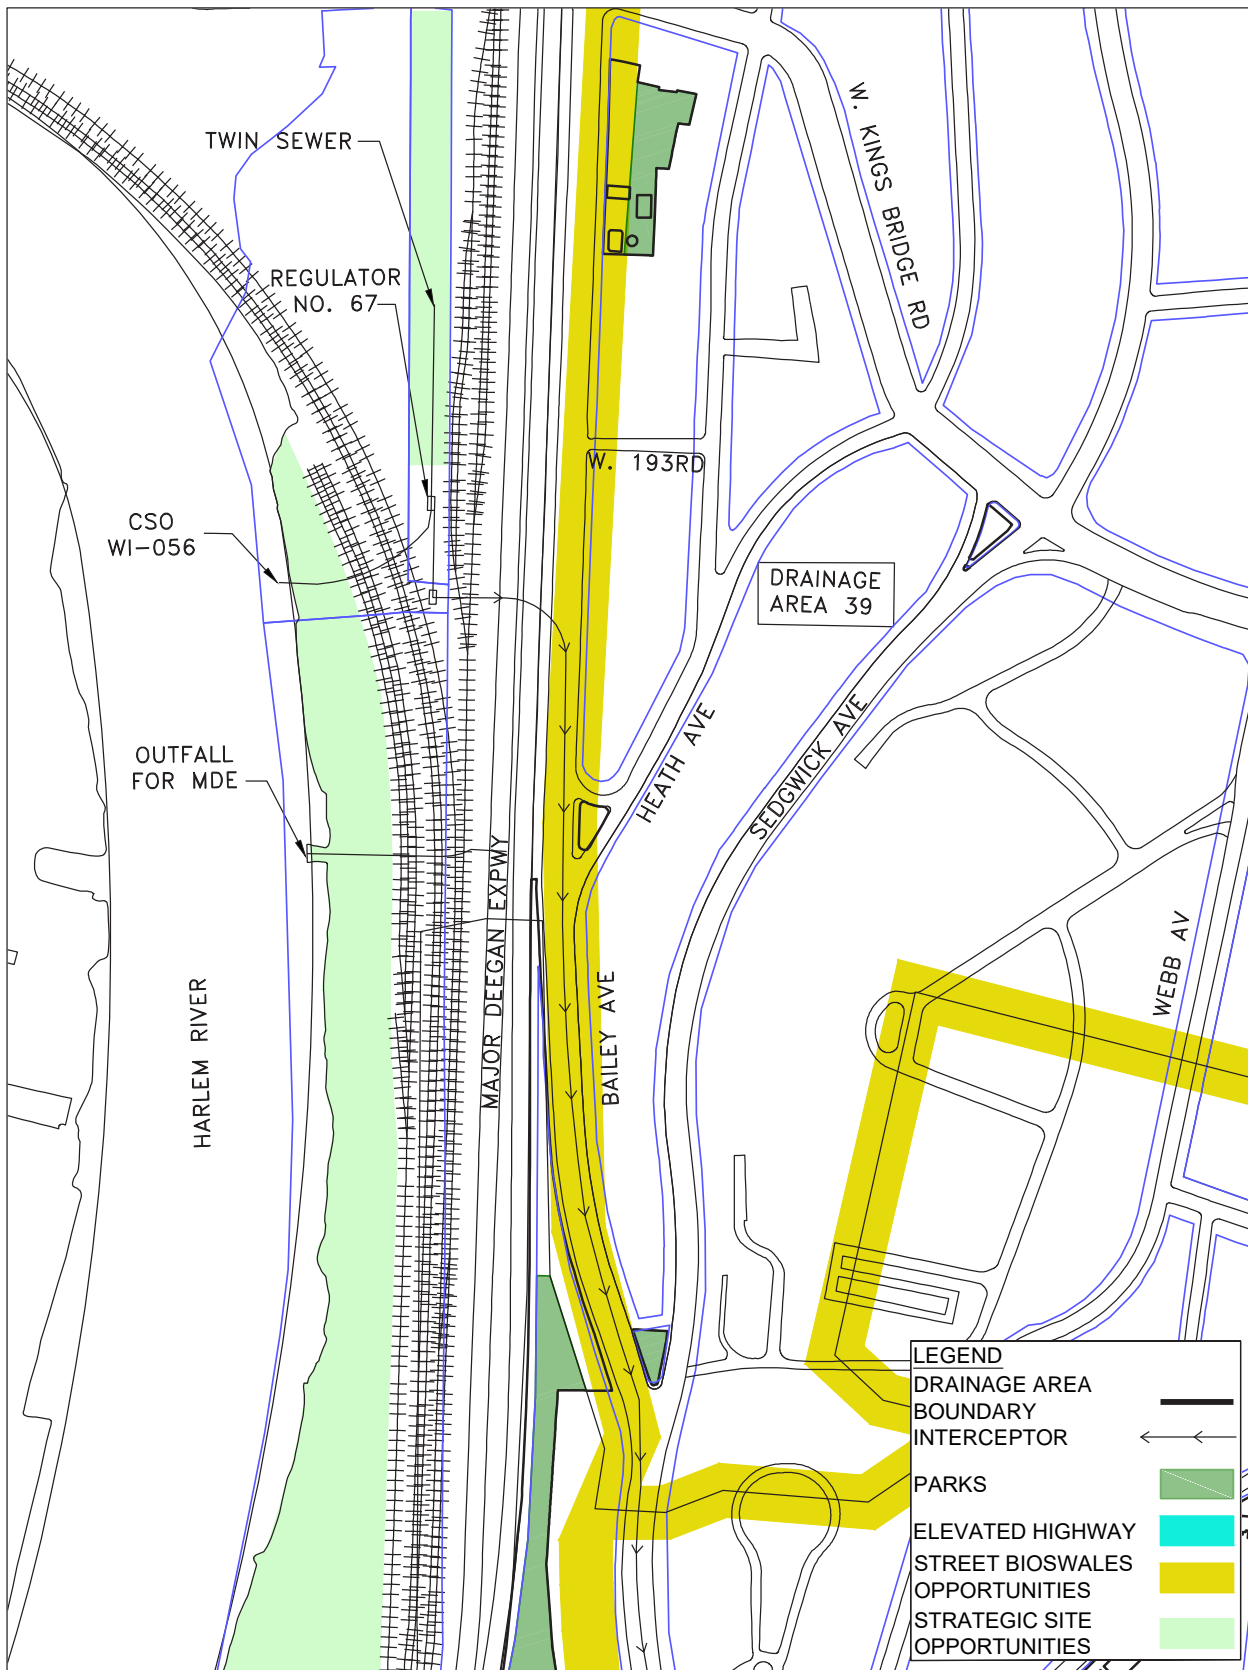 TWIN SEWER
REGULATOR
NO. 67
CSO
WI-056
OUTFALL
FOR MDE
W. KINGS BRIDGE RD
W. 193RD
DRAINAGE
AREA 39
HEATH AVE
SEDGWICK AVE
MAJOR DEEGAN EXPWY
BAILEY AVE
HARLEM RIVER
WEBB AV
LEGEND
DRAINAGE AREA
BOUNDARY
INTERCEPTOR
PARKS
ELEVATED HIGHWAY
STREET BIOSWALES
OPPORTUNITIES
STRATEGIC SITE
OPPORTUNITIES